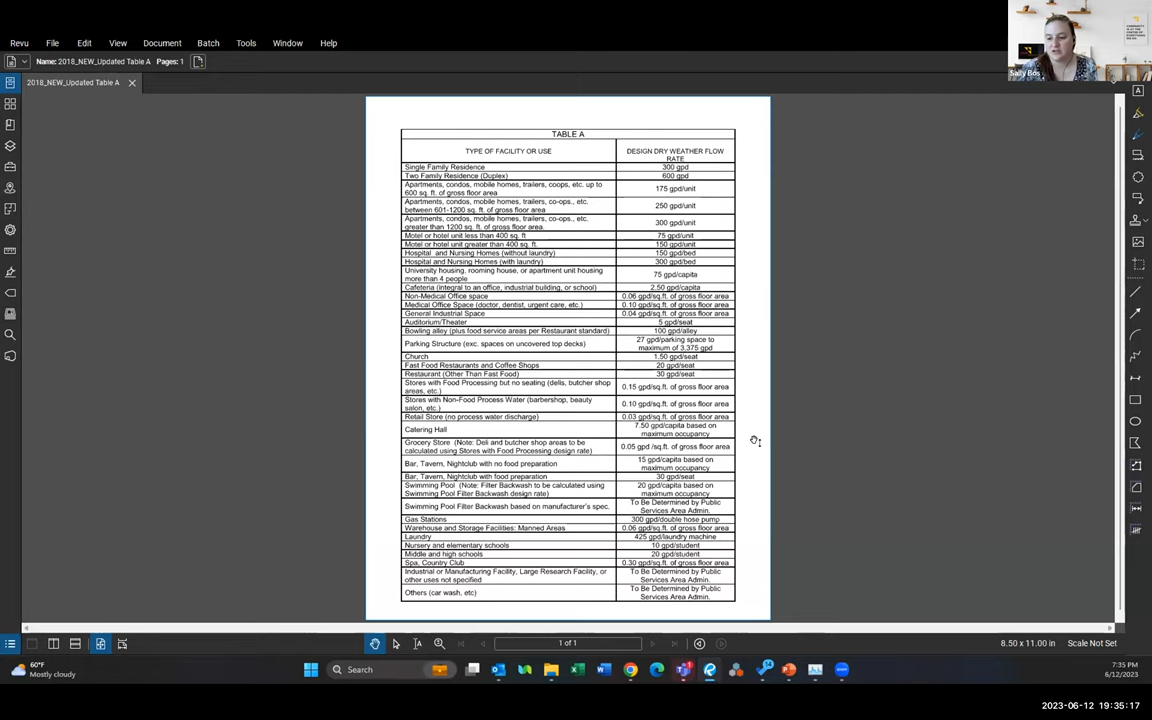 Revu File Edit View Document Batch Tools Window Help
Name: 2018_NEW_Updated Table A Pages: 1
2018_NEW_Updated Table A
Sally Bos
TABLE A
TYPE OF FACILITY OR USE DESIGN DRY WEATHER FLOW
RATE
Single Family Residence 300 gpd
Two Family Residence (Duplex) 600 gpd
Apartments, condos, mobile homes, trailers, coops, etc. up to
600 sq. ft. of gross floor area 175 gpd/unit
Apartments, condos, mobile homes, trailers, co-ops., etc.
between 601-1200 sq. ft. of gross floor area 250 gpd/unit
Apartments, condos, mobile homes, trailers, co-ops., etc.
greater than 1200 sq. ft. of gross floor area. 300 gpd/unit
Motel or hotel unit less than 400 sq. ft 75 gpd/unit
Motel or hotel unit greater than 400 sq. ft. 150 gpd/unit
Hospital and Nursing Homes (without laundry) 150 gpd/bed
Hospital and Nursing Homes (with laundry) 300 gpd/bed
University housing, rooming house, or apartment unit housing
more than 4 people 75 gpd/capita
Cafeteria (integral to an office, industrial building, or school) 2.50 gpd/capita
Non-Medical Office space 0.06 gpd/sq.ft. of gross floor area
Medical Office Space (doctor, dentist, urgent care, etc.) 0.10 gpd/sq.ft. of gross floor area
General Industrial Space 0.04 gpd/sq.ft. of gross floor area
Auditorium/Theater 5 gpd/seat
Bowling alley (plus food service areas per Restaurant standard) 100 gpd/alley
Parking Structure (exc. spaces on uncovered top decks) 27 gpd/parking space to
maximum of 3,375 gpd
Church 1.50 gpd/seat
Fast Food Restaurants and Coffee Shops 20 gpd/seat
Restaurant (Other Than Fast Food) 30 gpd/seat
Stores with Food Processing but no seating (delis, butcher shop
areas, etc.) 0.15 gpd/sq.ft. of gross floor area
Stores with Non-Food Process Water (barbershop, beauty
salon, etc.) 0.10 gpd/sq.ft. of gross floor area
Retail Store (no process water discharge) 0.03 gpd/sq.ft. of gross floor area
Catering Hall 7.50 gpd/capita based on
maximum occupancy
Grocery Store (Note: Deli and butcher shop areas to be
calculated using Stores with Food Processing design rate) 0.05 gpd /sq.ft. of gross floor area
Bar, Tavern, Nightclub with no food preparation 15 gpd/capita based on
maximum occupancy
Bar, Tavern, Nightclub with food preparation 30 gpd/seat
Swimming Pool (Note: Filter Backwash to be calculated using
Swimming Pool Filter Backwash design rate) 20 gpd/capita based on
maximum occupancy
Swimming Pool Filter Backwash based on manufacturer's spec. To Be Determined by Public
Services Area Admin.
Gas Stations 300 gpd/double hose pump
Warehouse and Storage Facilities: Manned Areas 0.06 gpd/sq.ft. of gross floor area
Laundry 425 gpd/laundry machine
Nursery and elementary schools 10 gpd/student
Middle and high schools 20 gpd/student
Spa, Country Club 0.30 gpd/sq.ft. of gross floor area
Industrial or Manufacturing Facility, Large Research Facility, or
other uses not specified To Be Determined by Public
Services Area Admin.
Others (car wash, etc) To Be Determined by Public
Services Area Admin.
1 of 1
8.50 x 11.00 in Scale Not Set
60°F
Mostly cloudy
Search
7:35 PM
6/12/2023
2023-06-12 19:35:17